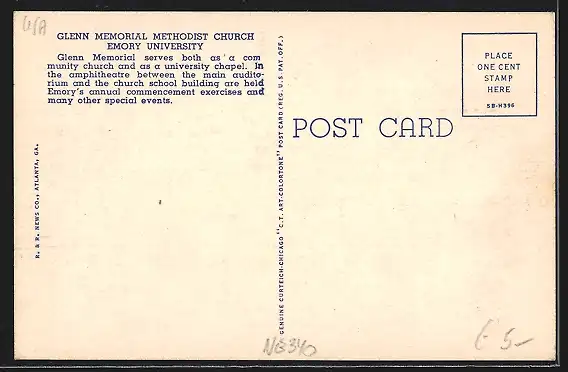 U/A
GLENN MEMORIAL METHODIST CHURCH
EMORY UNIVERSITY
Glenn Memorial serves both as a com
munity church and as a university chapel. In
the amphitheatre between the main audito-
rium and the church school building are held
Emory's annual commencement exercises and
many other special events.
R. & R. NEWS CO., ATLANTA, GA.
GENUINE CURTEICH-CHICAGO "C.T. ART-COLORTONE" POST CARD (REG. U.S. PAT. OFF.)
POST CARD
PLACE
ONE CENT
STAMP
HERE
5B-H396
NG340
€ 5-